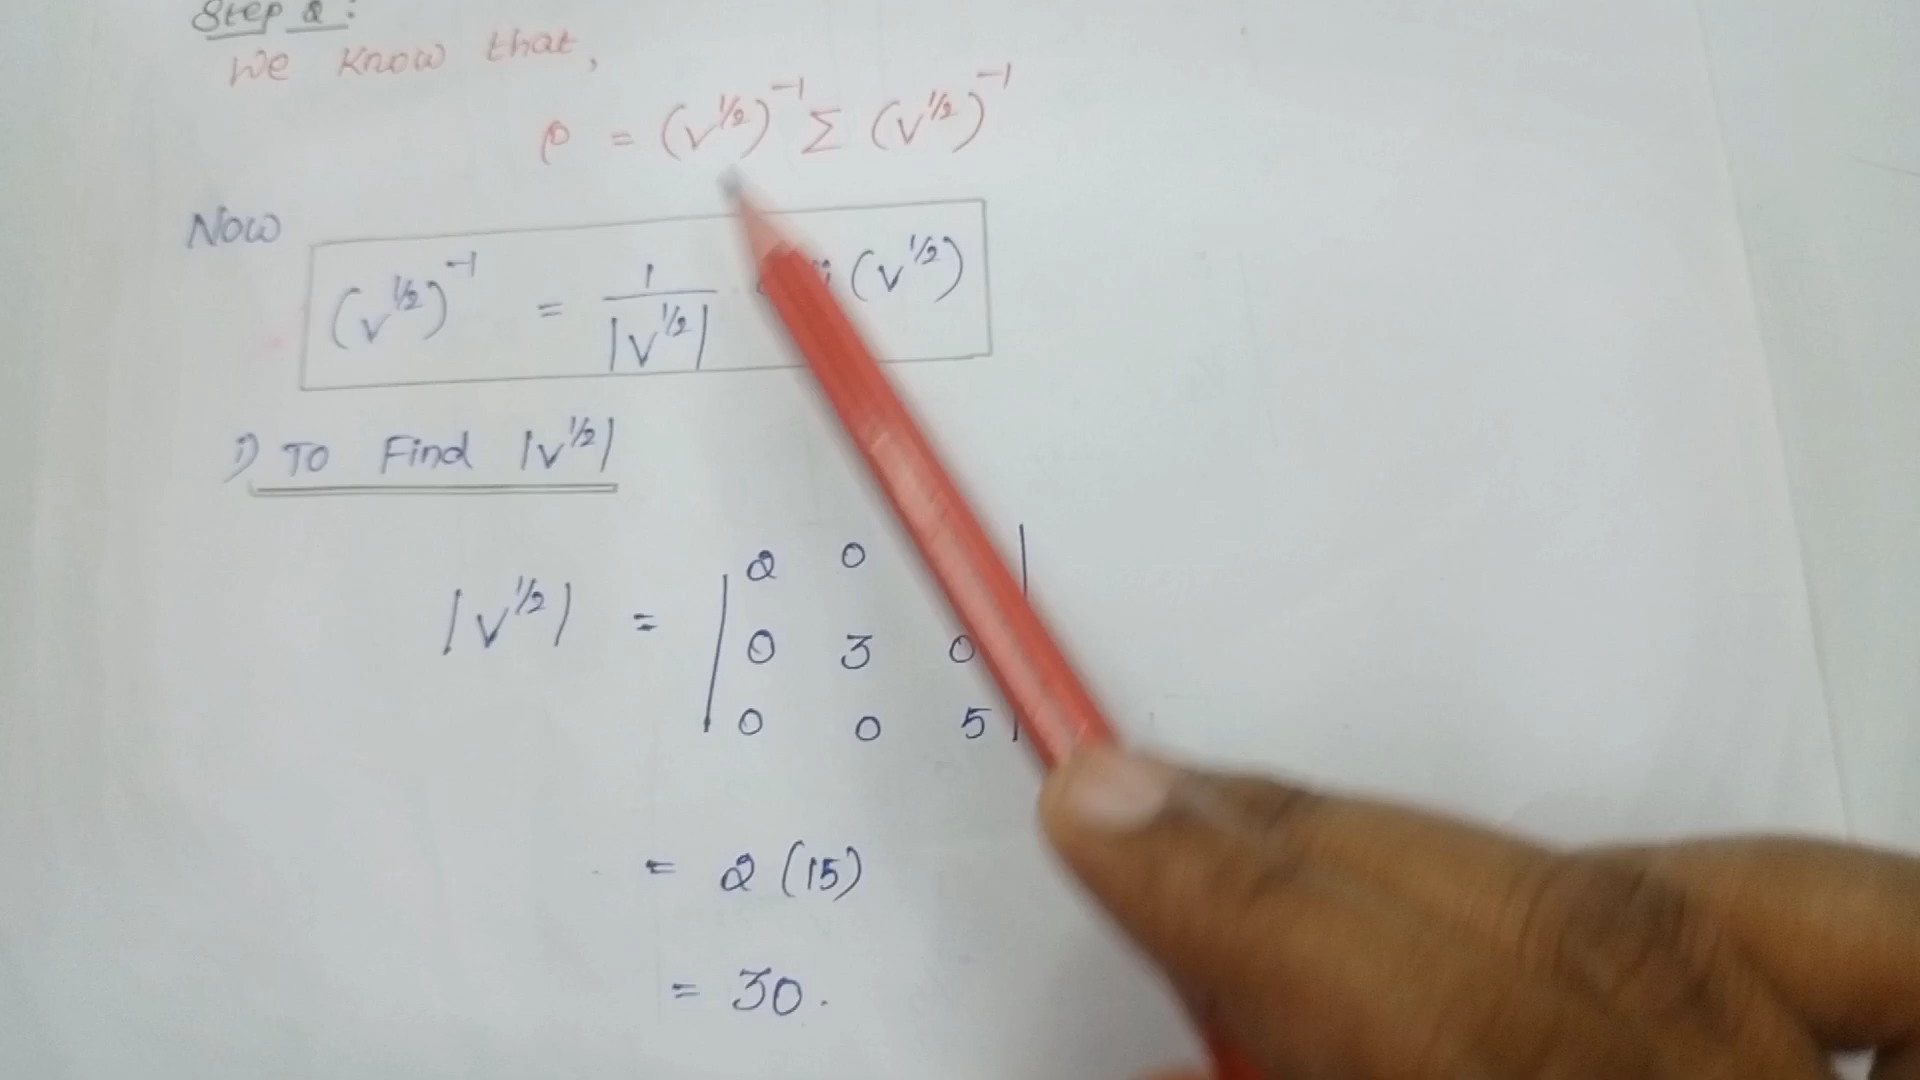 Step 2:
We Know that,
ρ = (V^1/2)^-1 Σ (V^1/2)^-1
Now
(V^1/2)^-1 = 1/|V^1/2| (V^1/2)
i) To Find |V^1/2|
2 0
|V^1/2| = | 0 3 0 |
0 0 5
= 2 (15)
= 30.